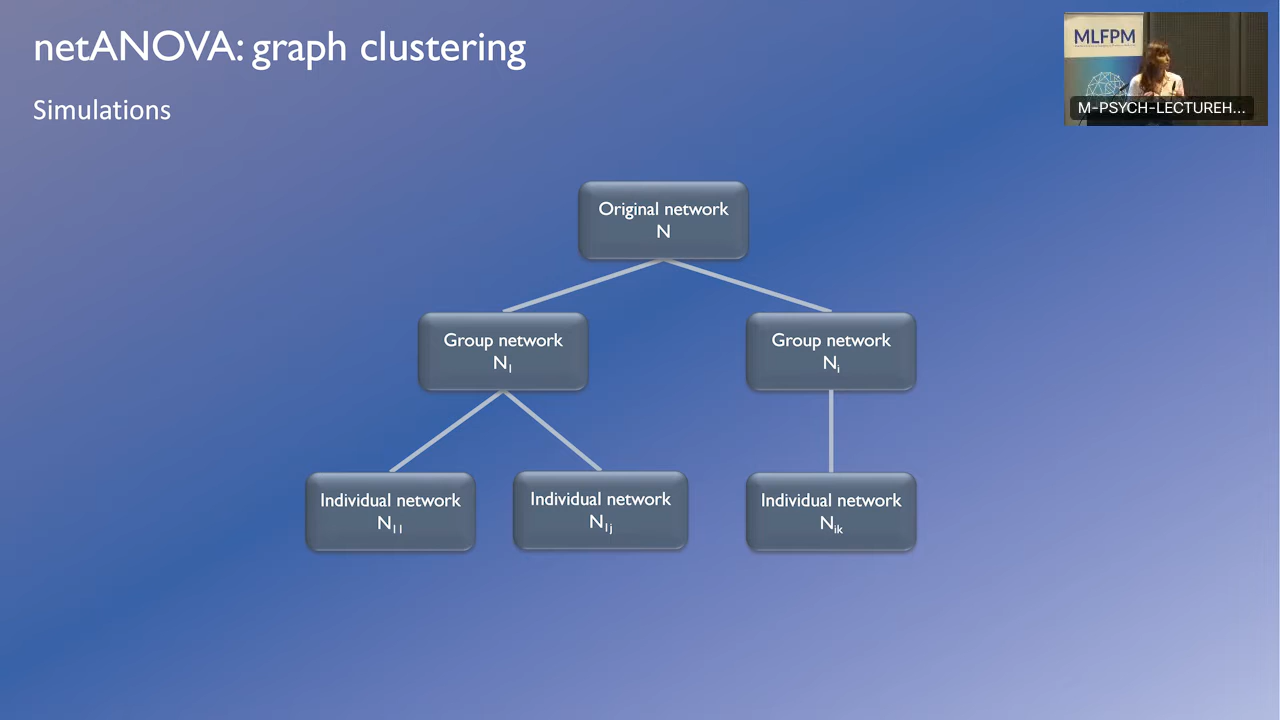 netANOVA: graph clustering
Simulations
MLFPM
M-PSYCH-LECTUREH...
Original network
N
Group network
N₁
Group network
Nᵢ
Individual network
N₁₁
Individual network
N₁ⱼ
Individual network
Nᵢₖ